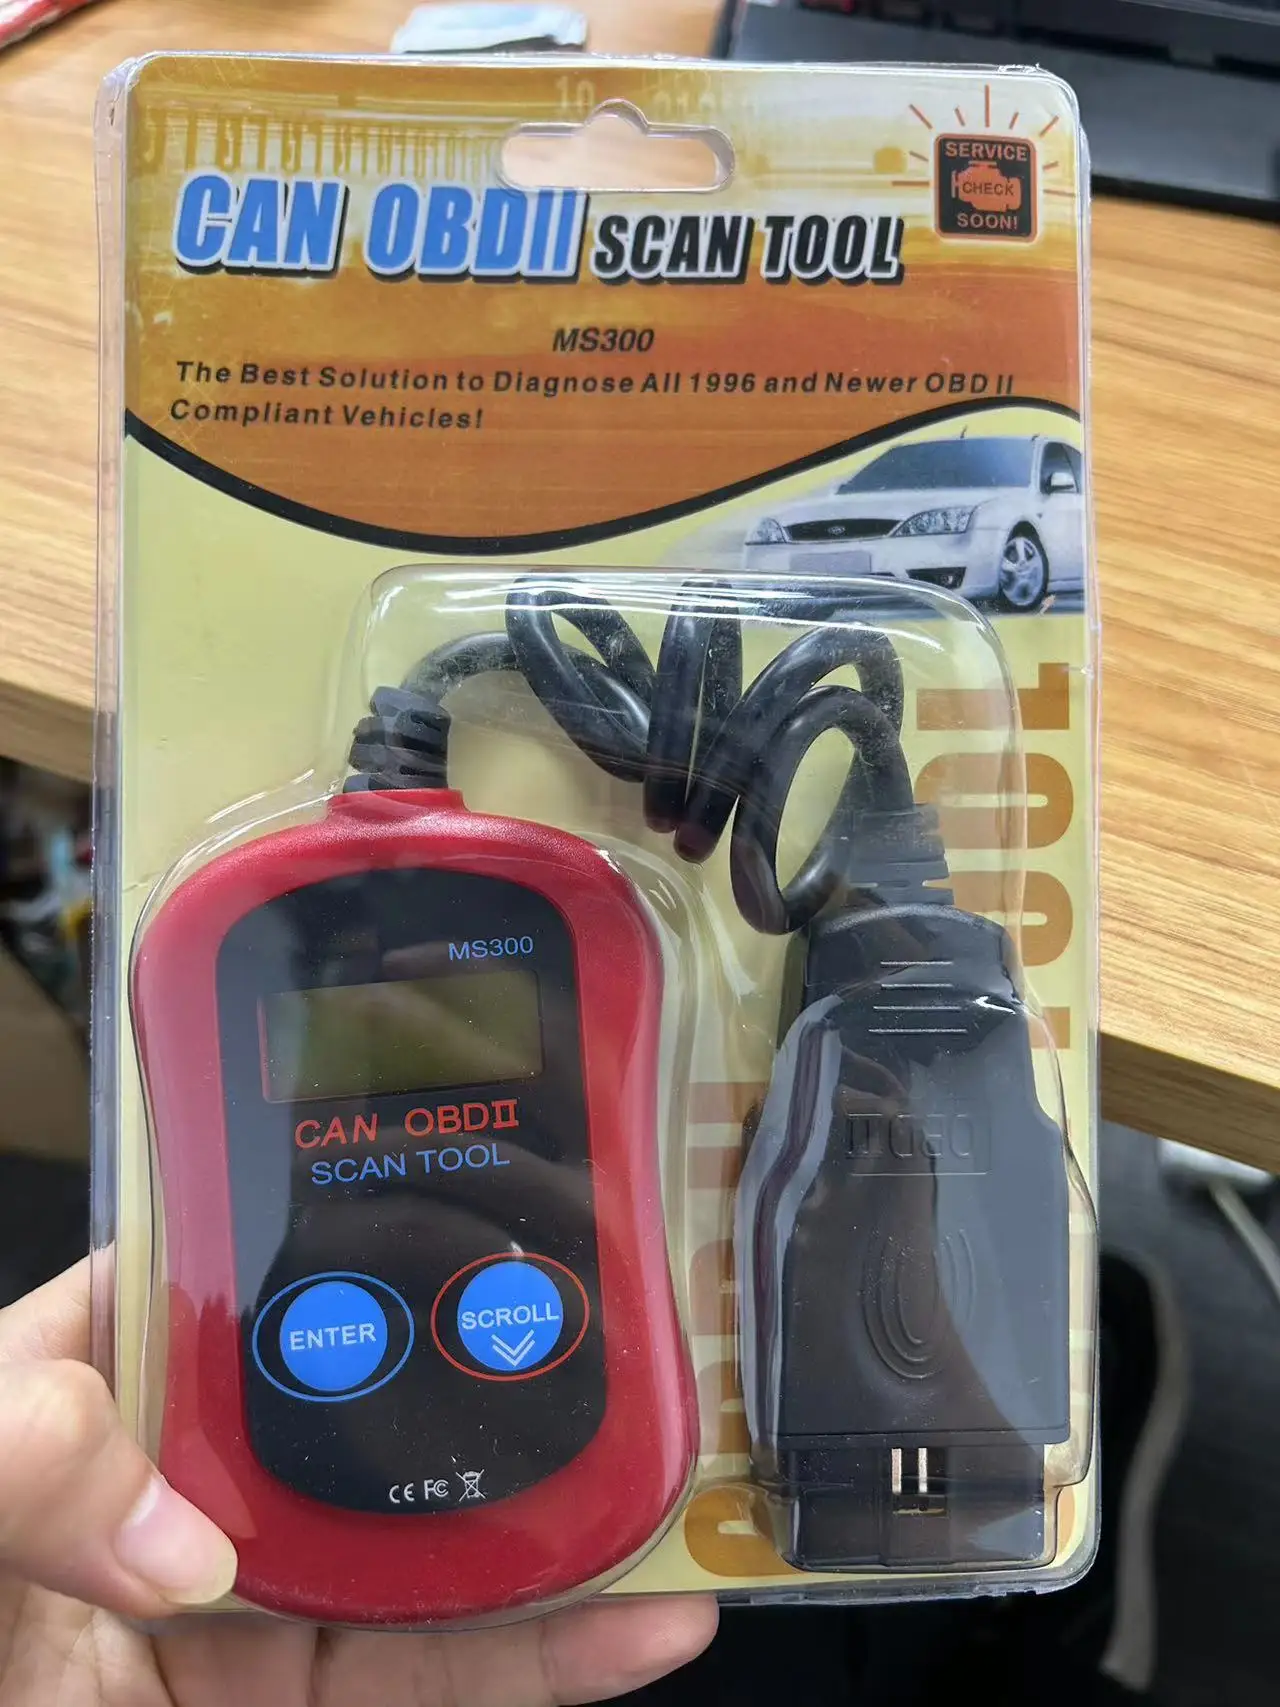 SERVICE
CHECK
SOON!
CAN OBDII SCAN TOOL
MS300
The Best Solution to Diagnose All 1996 and Newer OBD II
Compliant Vehicles!
MS300
CAN OBDII
SCAN TOOL
OBDII
ENTER
SCROLL
CE FC